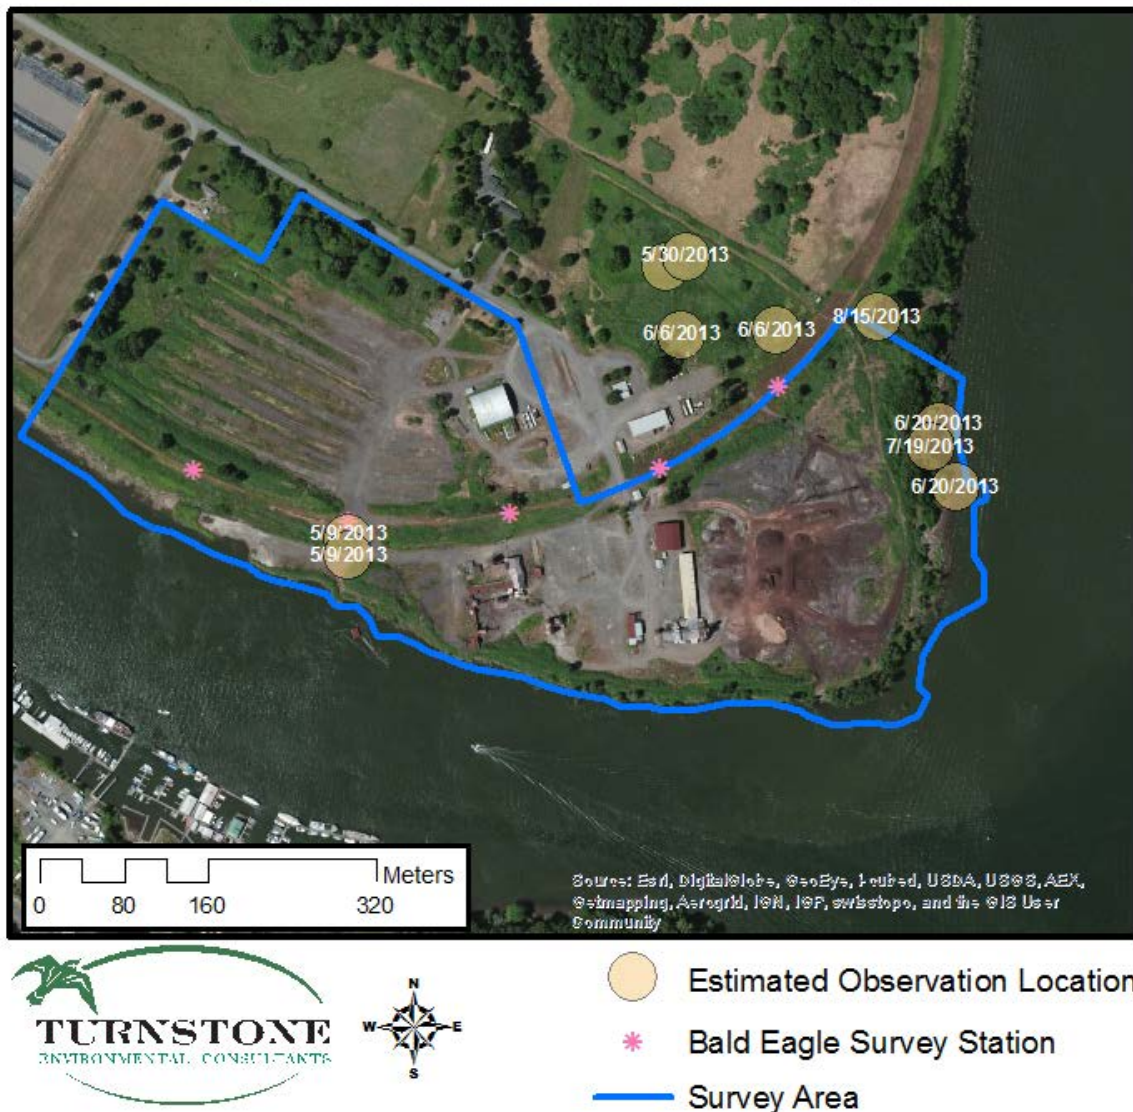 5/30/2013
6/6/2013
6/6/2013
8/15/2013
6/20/2013
7/19/2013
6/20/2013
5/9/2013
5/9/2013
Meters
0 80 160 320
Source: Esri, DigitalGlobe, GeoEye, i-cubed, USDA, USGS, AEX,
Getmapping, Aerogrid, IGN, IGP, swisstopo, and the GIS User
Community
TURNSTONE
ENVIRONMENTAL CONSULTANTS
N
W E
S
Estimated Observation Location
Bald Eagle Survey Station
Survey Area